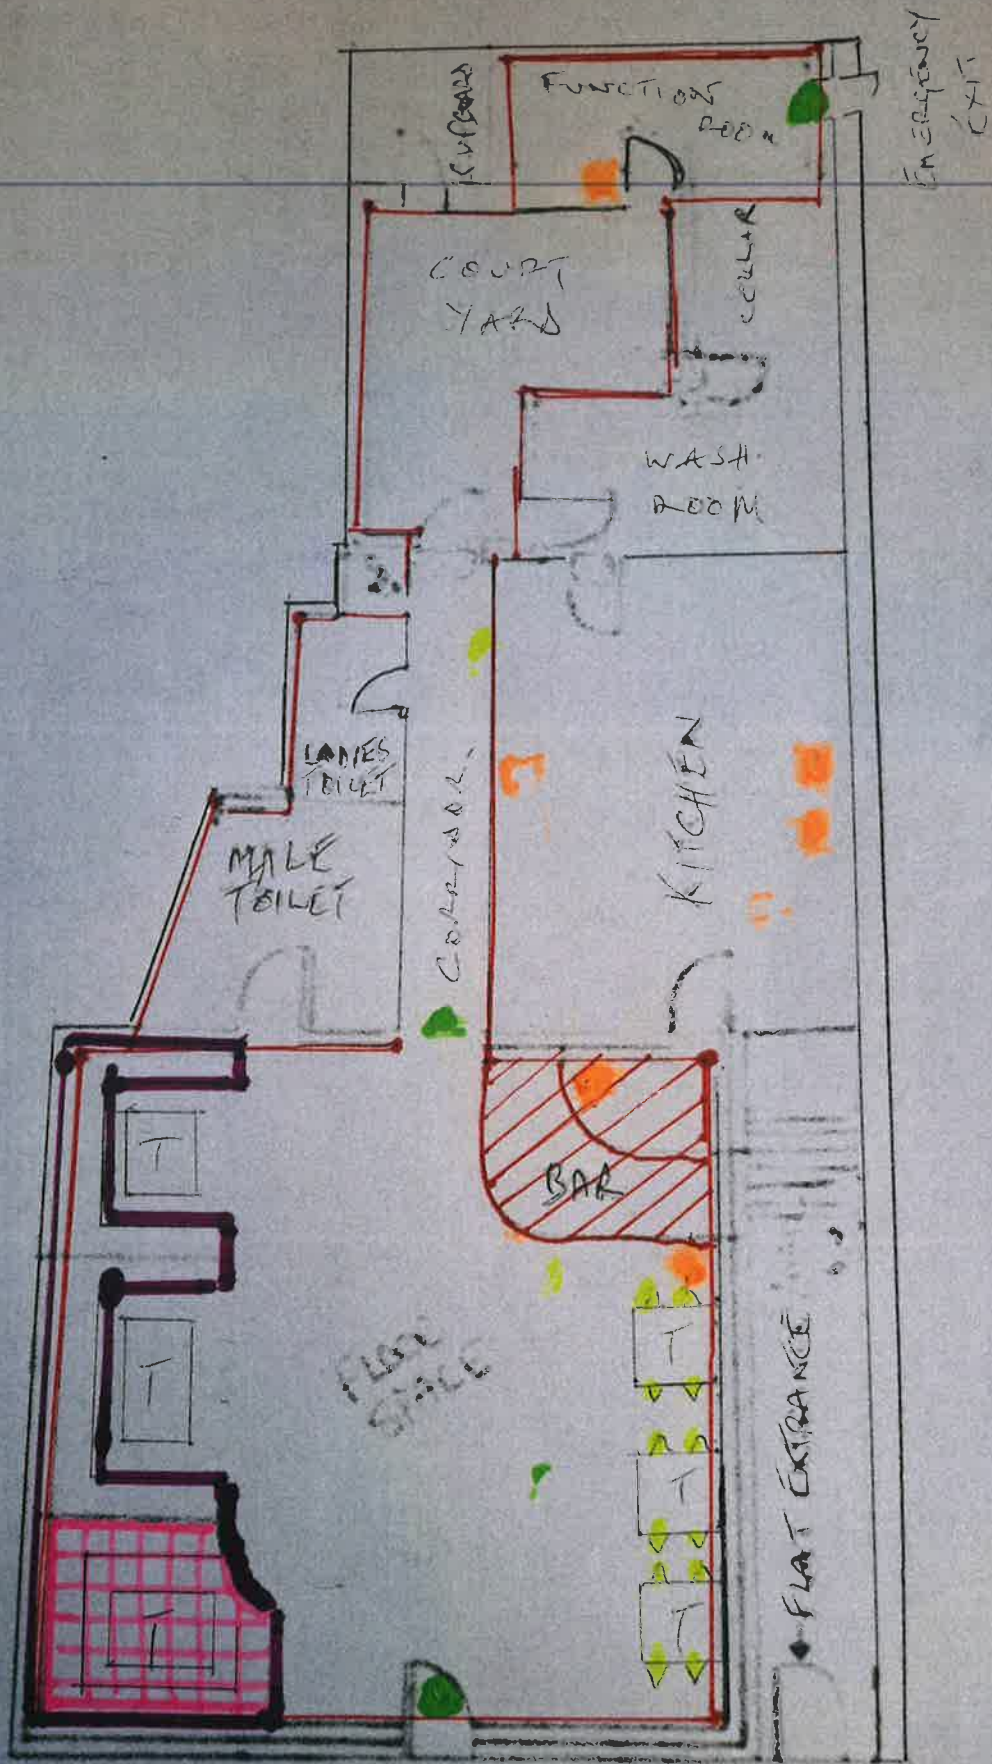 CUPBOARD
FUNCTION
ROOM
EMERGENCY
EXIT
COURT
YARD
CELLAR
WASH
ROOM
LADIES
TOILET
MALE
TOILET
CORRIDOR
KITCHEN
T
BAR
T
FLOOR
SPACE
T
T
T
T
FLAT ENTRANCE